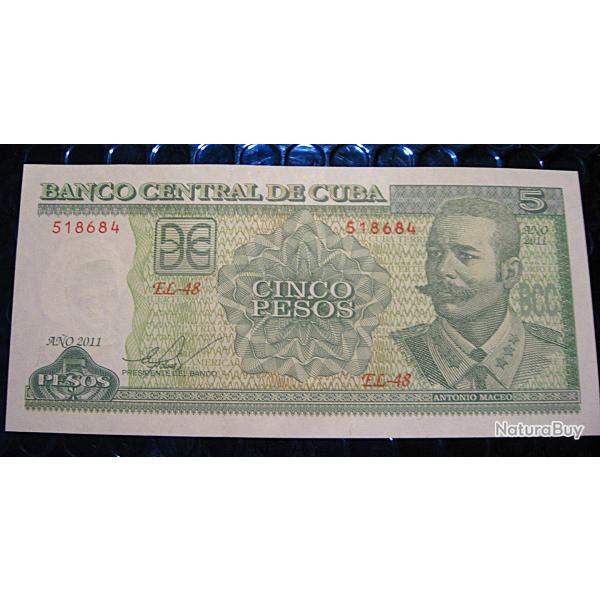 BANCO CENTRAL DE CUBA
5
518684
518684
AÑO
2011
EL-48
CINCO
PESOS
BCC
AÑO 2011
PESOS
PRESIDENTE DEL BANCO
EL-48
ANTONIO MACEO
NaturaBuy